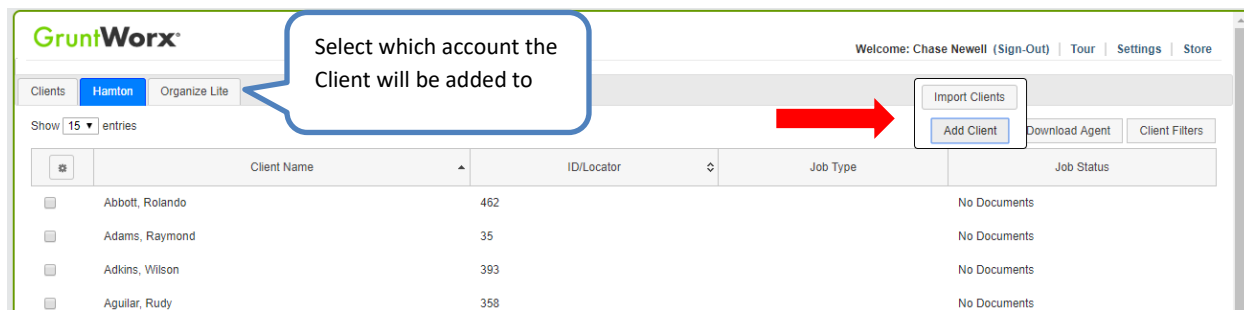 GruntWorx
Select which account the
Client will be added to
Welcome: Chase Newell (Sign-Out) | Tour | Settings | Store
Clients Hamton Organize Lite
Import Clients
Show 15 entries
Add Client Download Agent Client Filters
Client Name ID/Locator Job Type Job Status
Abbott, Rolando 462 No Documents
Adams, Raymond 35 No Documents
Adkins, Wilson 393 No Documents
Aguilar, Rudy 358 No Documents